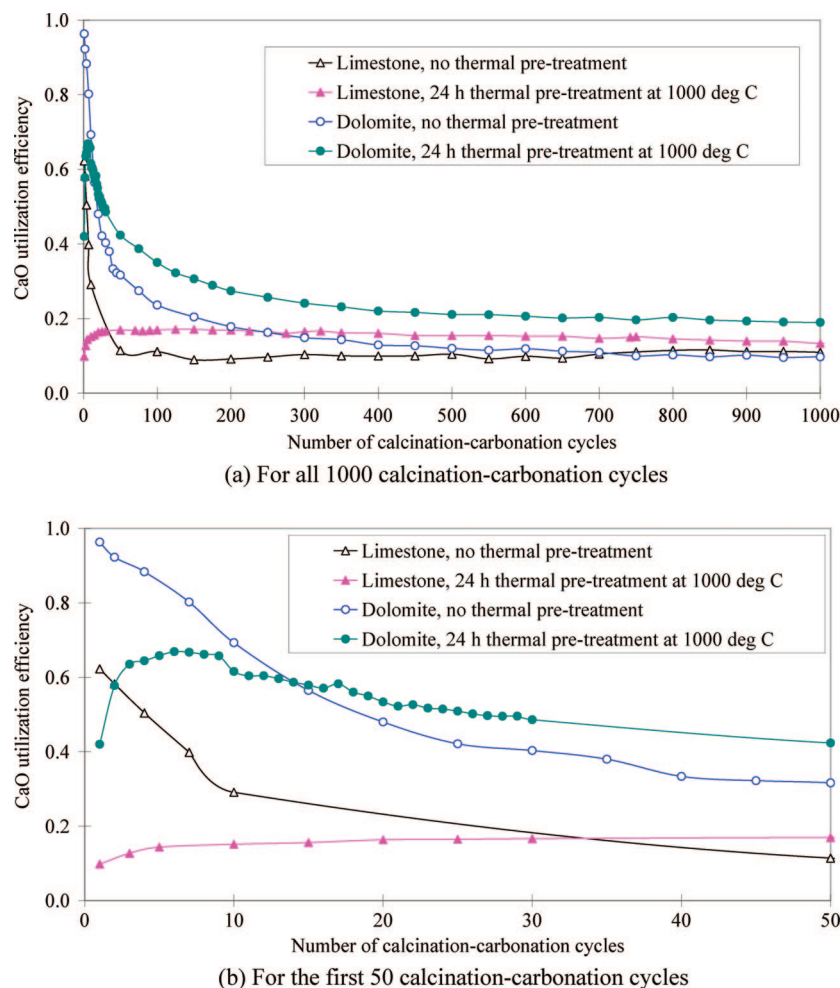 1.0
0.8
0.6
0.4
0.2
0.0
CaO utilization efficiency
Limestone, no thermal pre-treatment
Limestone, 24 h thermal pre-treatment at 1000 deg C
Dolomite, no thermal pre-treatment
Dolomite, 24 h thermal pre-treatment at 1000 deg C
0 100 200 300 400 500 600 700 800 900 1000
Number of calcination-carbonation cycles
(a) For all 1000 calcination-carbonation cycles
1.0
0.8
0.6
0.4
0.2
0.0
CaO utilization efficiency
Limestone, no thermal pre-treatment
Limestone, 24 h thermal pre-treatment at 1000 deg C
Dolomite, no thermal pre-treatment
Dolomite, 24 h thermal pre-treatment at 1000 deg C
0 10 20 30 40 50
Number of calcination-carbonation cycles
(b) For the first 50 calcination-carbonation cycles